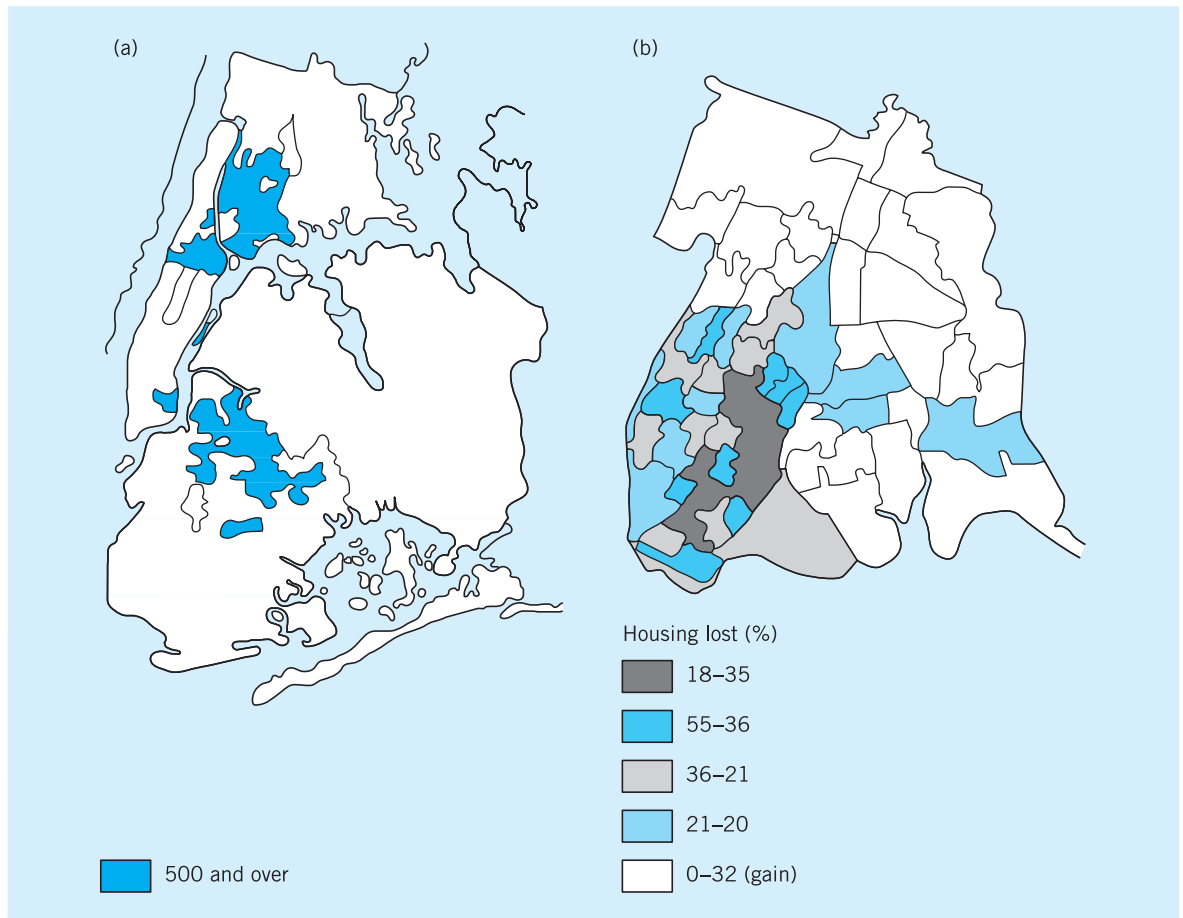 (a)
(b)
Housing lost (%)
18–35
55–36
36–21
21–20
0–32 (gain)
500 and over